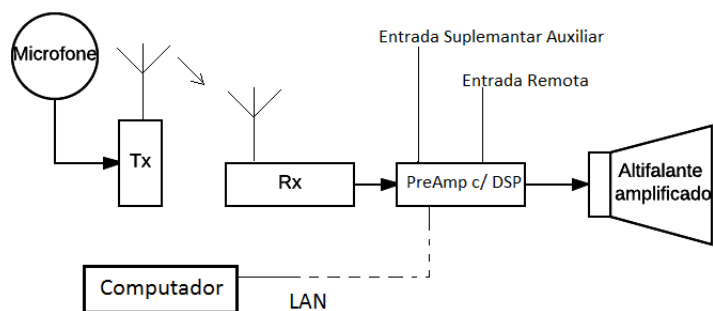 Entrada Suplemantar Auxiliar
Microfone
Entrada Remota
Tx
Rx
PreAmp c/ DSP
Altifalante
amplificado
Computador
LAN